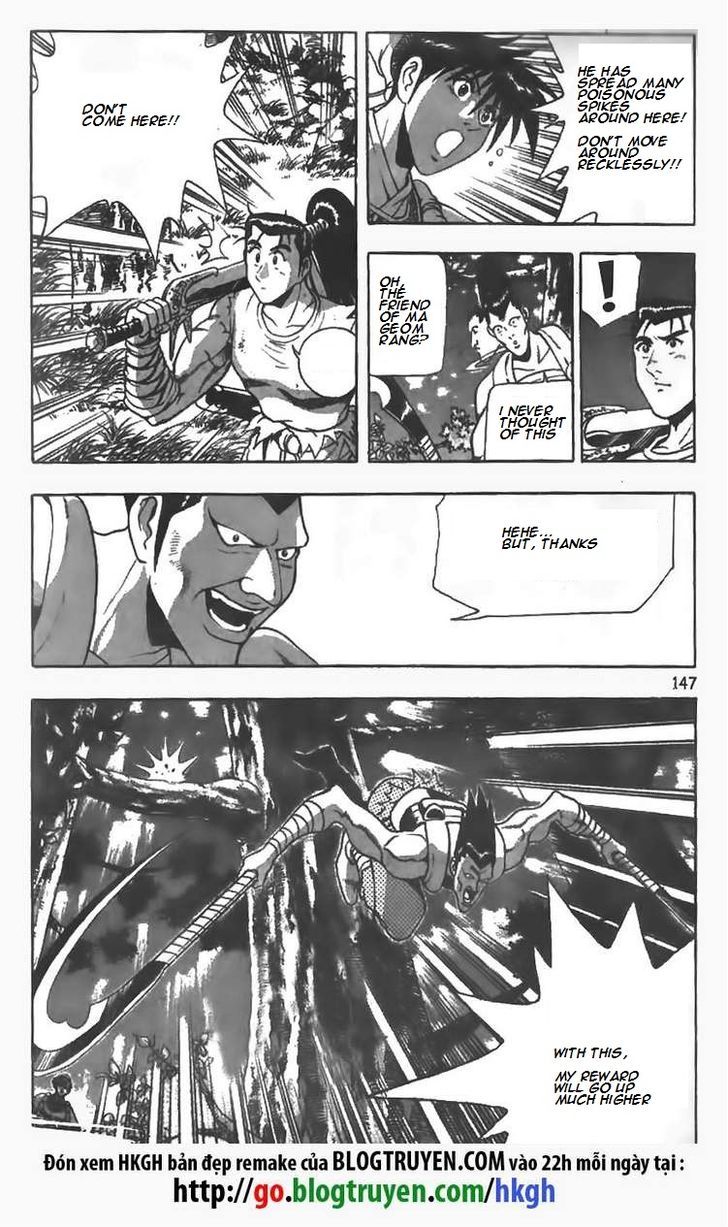 DON'T
COME HERE!!
HE HAS
SPREAD MANY
POISONOUS
SPIKES
AROUND HERE!
DON'T MOVE
AROUND
RECKLESSLY!!
OH,
THE
FRIEND
OF MA
GEOM
RANG?
I NEVER
THOUGHT
OF THIS
!
HEHE...
BUT, THANKS
147
WITH THIS,
MY REWARD
WILL GO UP
MUCH HIGHER
Đón xem HKGH bản đẹp remake của BLOGTRUYEN.COM vào 22h mỗi ngày tại :
http://go.blogtruyen.com/hkgh